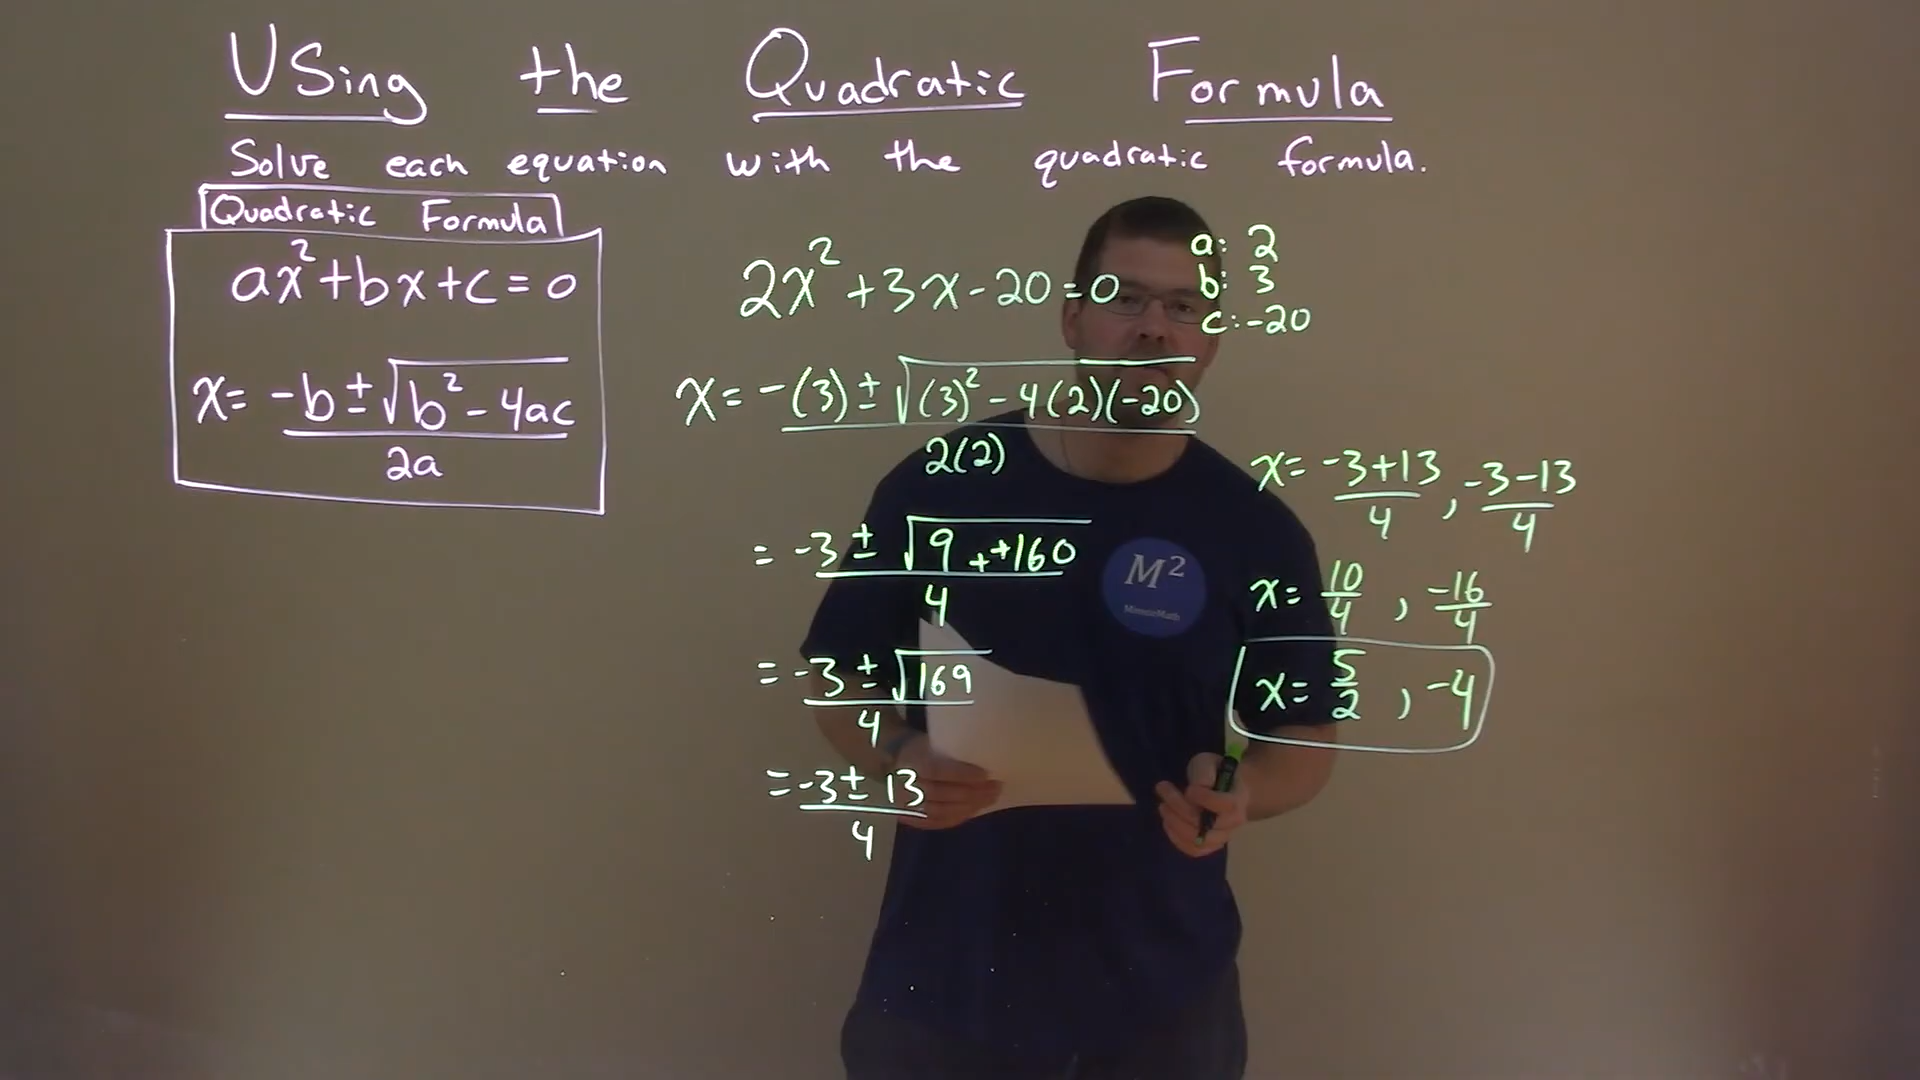 Using the Quadratic Formula
Solve each equation with the quadratic formula.
Quadratic Formula
ax²+bx+c=0
x= -b±√b²-4ac
2a
2x²+3x-20=0
a: 2
b: 3
c:-20
x= -(3)±√(3)²-4(2)(-20)
2(2)
= -3±√9++160
4
= -3±√169
4
= -3±13
4
x= -3+13 , -3-13
4 4
x= 10/4 , -16/4
x= 5/2 , -4
M²
MinuteMath